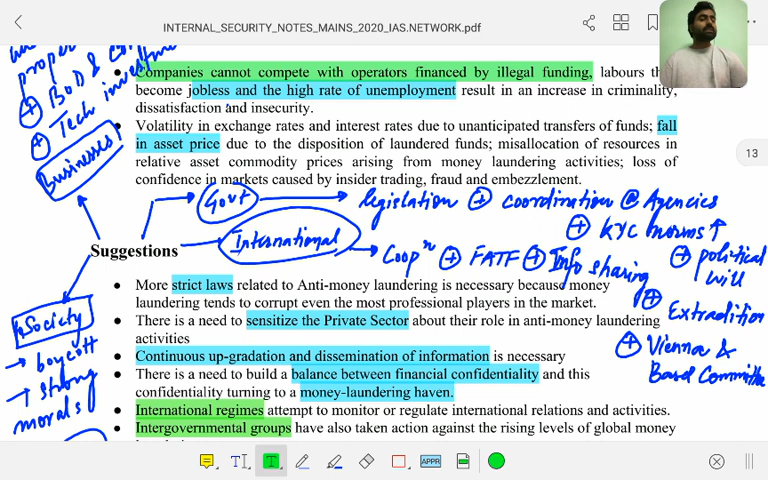 INTERNAL_SECURITY_NOTES_MAINS_2020_IAS.NETWORK.pdf
proper
⊕ BoD &
⊕ Tech
Businesses
Companies cannot compete with operators financed by illegal funding, labours
become jobless and the high rate of unemployment result in an increase in criminality,
dissatisfaction and insecurity.
Volatility in exchange rates and interest rates due to unanticipated transfers of funds; fall
in asset price due to the disposition of laundered funds; misallocation of resources in
relative asset commodity prices arising from money laundering activities; loss of
confidence in markets caused by insider trading, fraud and embezzlement.
13
Govt → legislation ⊕ coordination @ Agencies
⊕ KYC norms ↑
⊕ political will
Suggestions
International → Coopⁿ ⊕ FATF ⊕ Info sharing
⊕ Extradition
⊕ Vienna &
Basel Committee
Society
→ boycott
→ strong
morals
More strict laws related to Anti-money laundering is necessary because money
laundering tends to corrupt even the most professional players in the market.
There is a need to sensitize the Private Sector about their role in anti-money laundering
activities
Continuous up-gradation and dissemination of information is necessary
There is a need to build a balance between financial confidentiality and this
confidentiality turning to a money-laundering haven.
International regimes attempt to monitor or regulate international relations and activities.
Intergovernmental groups have also taken action against the rising levels of global money
APPR